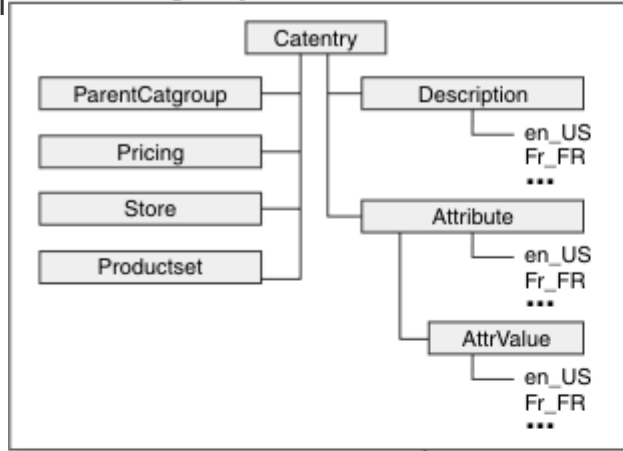 Catentry
ParentCatgroup
Pricing
Store
Productset
Description
en_US
Fr_FR
...
Attribute
en_US
Fr_FR
...
AttrValue
en_US
Fr_FR
...